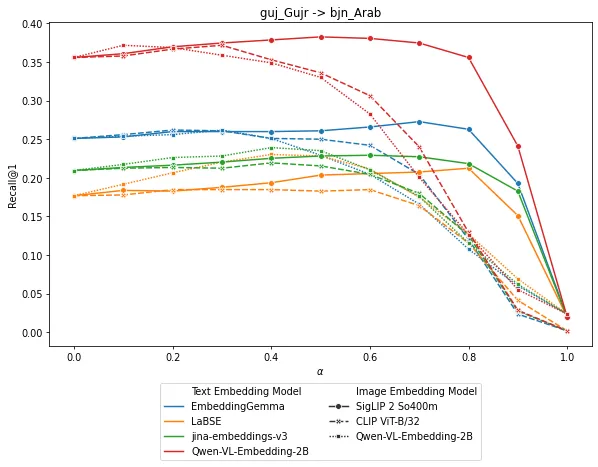 guj_Gujr -> bjn_Arab
Recall@1
0.40
0.35
0.30
0.25
0.20
0.15
0.10
0.05
0.00
0.0 0.2 0.4 0.6 0.8 1.0
α
Text Embedding Model
EmbeddingGemma
LaBSE
jina-embeddings-v3
Qwen-VL-Embedding-2B
Image Embedding Model
SigLIP 2 So400m
CLIP ViT-B/32
Qwen-VL-Embedding-2B